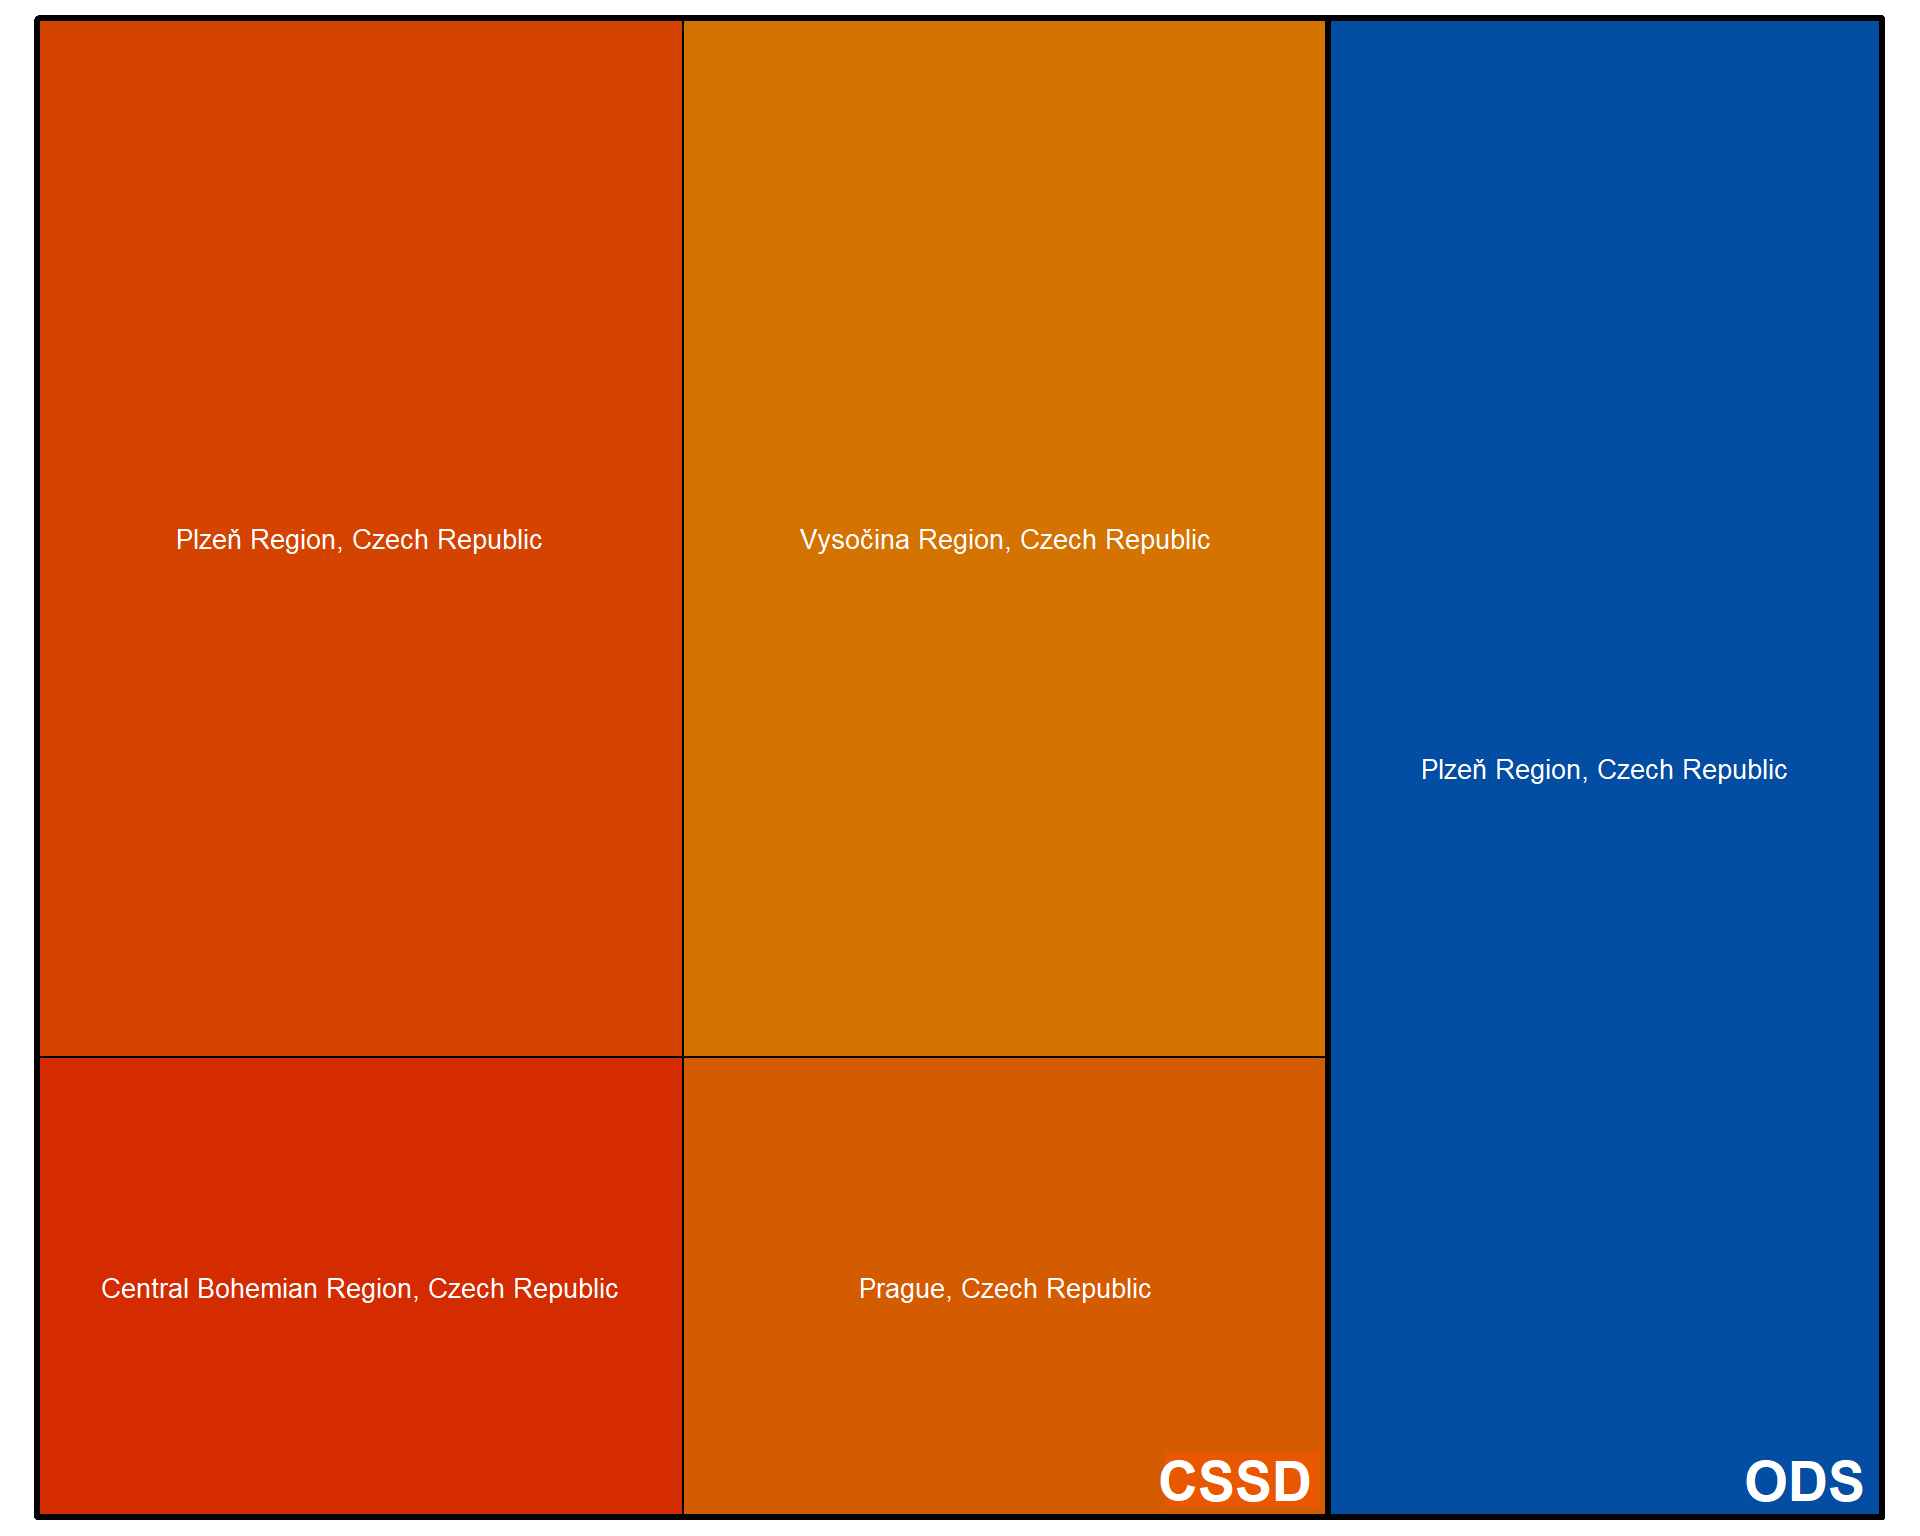 Plzeň Region, Czech Republic
Vysočina Region, Czech Republic
Plzeň Region, Czech Republic
Central Bohemian Region, Czech Republic
Prague, Czech Republic
CSSD
ODS